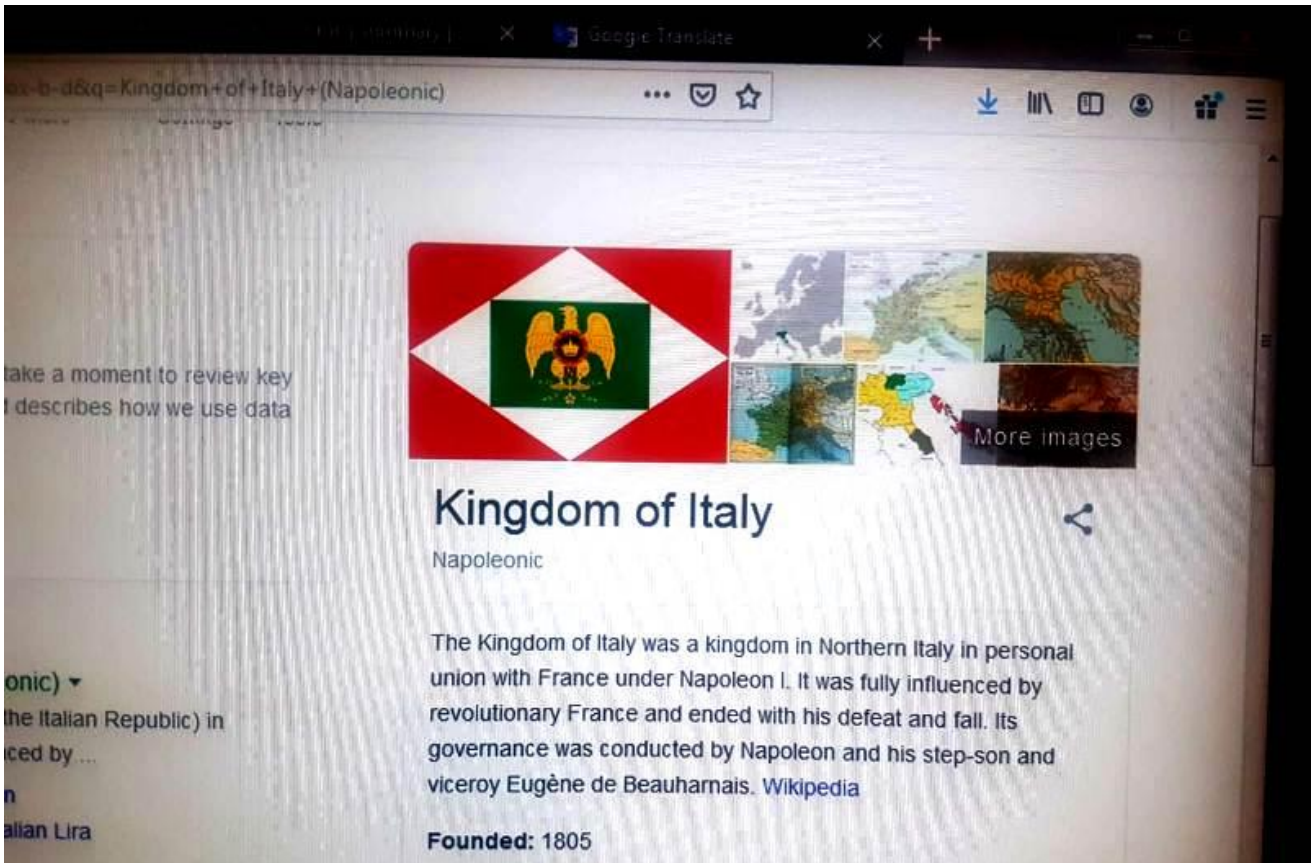 Google Translate
d&q=Kingdom+of+Italy+(Napoleonic)
Settings Tools
take a moment to review key
describes how we use data
More images
Kingdom of Italy
Napoleonic
The Kingdom of Italy was a kingdom in Northern Italy in personal
union with France under Napoleon I. It was fully influenced by
revolutionary France and ended with his defeat and fall. Its
governance was conducted by Napoleon and his step-son and
viceroy Eugène de Beauharnais. Wikipedia
Founded: 1805
onic)
the Italian Republic) in
ced by ...
n
alian Lira